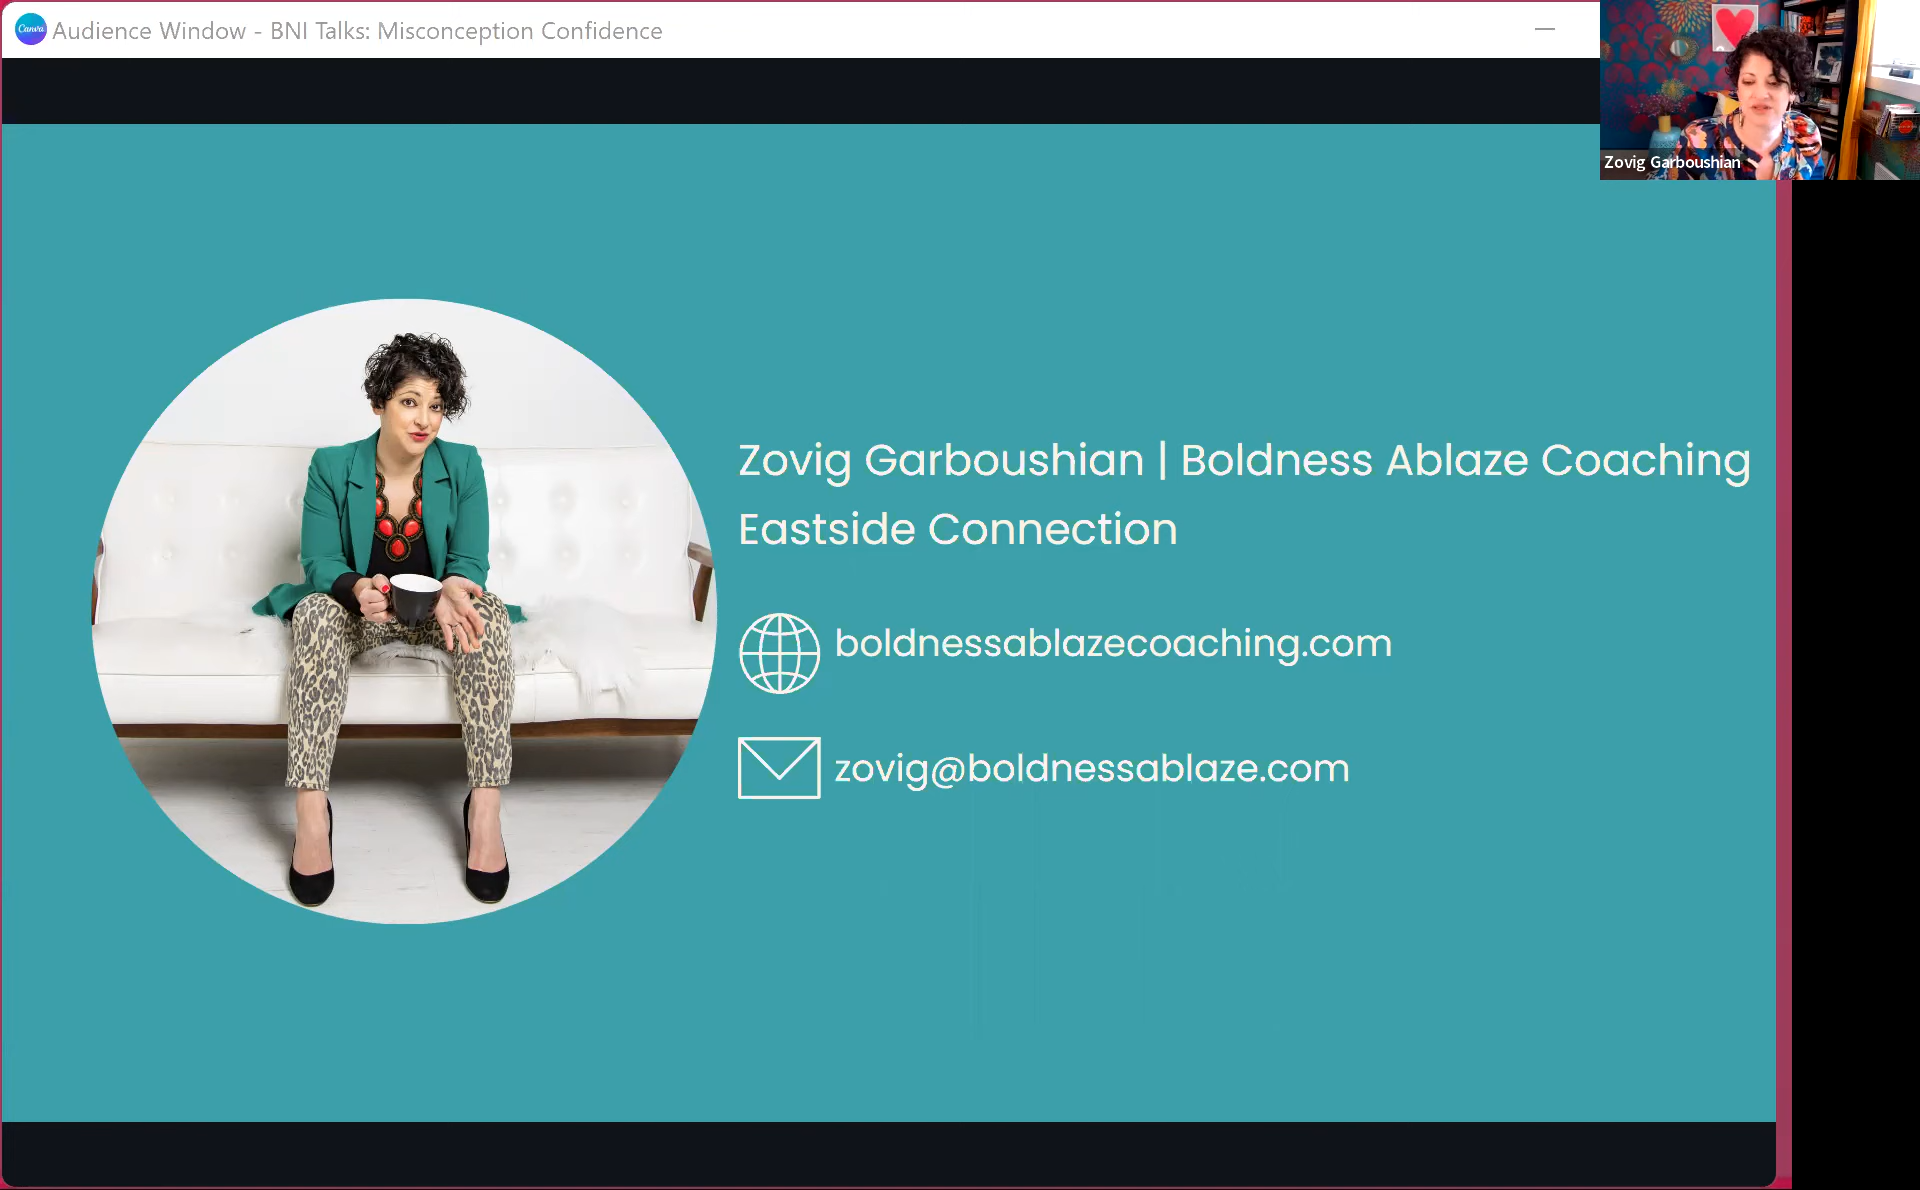 Canva
Audience Window - BNI Talks: Misconception Confidence
Zovig Garboushian
Zovig Garboushian | Boldness Ablaze Coaching
Eastside Connection
boldnessablazecoaching.com
zovig@boldnessablaze.com